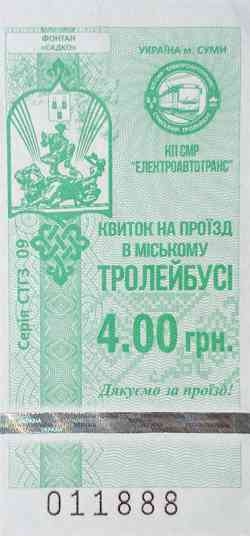 ФОНТАН
«САДКО»
УКРАЇНА м. СУМИ
КП СМР
"ЕЛЕКТРОАВТОТРАНС"
КВИТОК НА ПРОЇЗД
В МІСЬКОМУ
ТРОЛЕЙБУСІ
4.00 грн.
Дякуємо за проїзд!
Серія СТГЗ 09
УКРАЇНА
011888